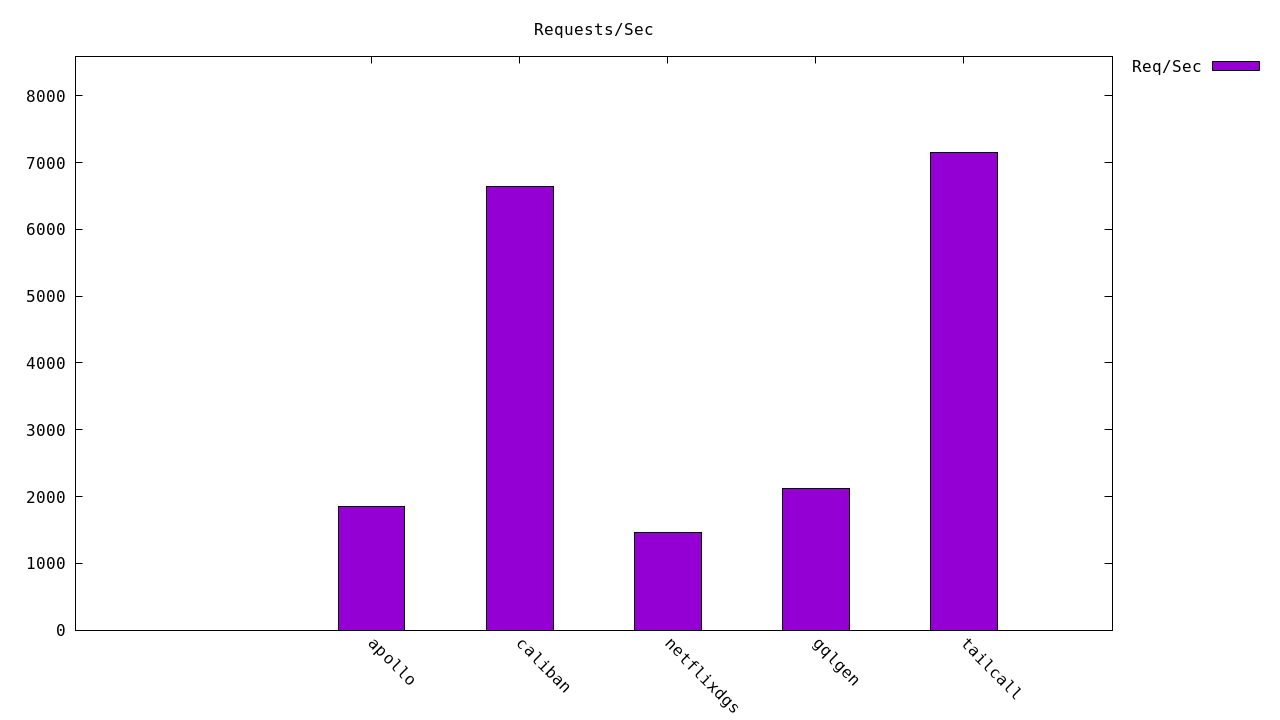 Requests/Sec
Req/Sec
8000
7000
6000
5000
4000
3000
2000
1000
0
apollo
caliban
netflixdgs
gqlgen
tailcall